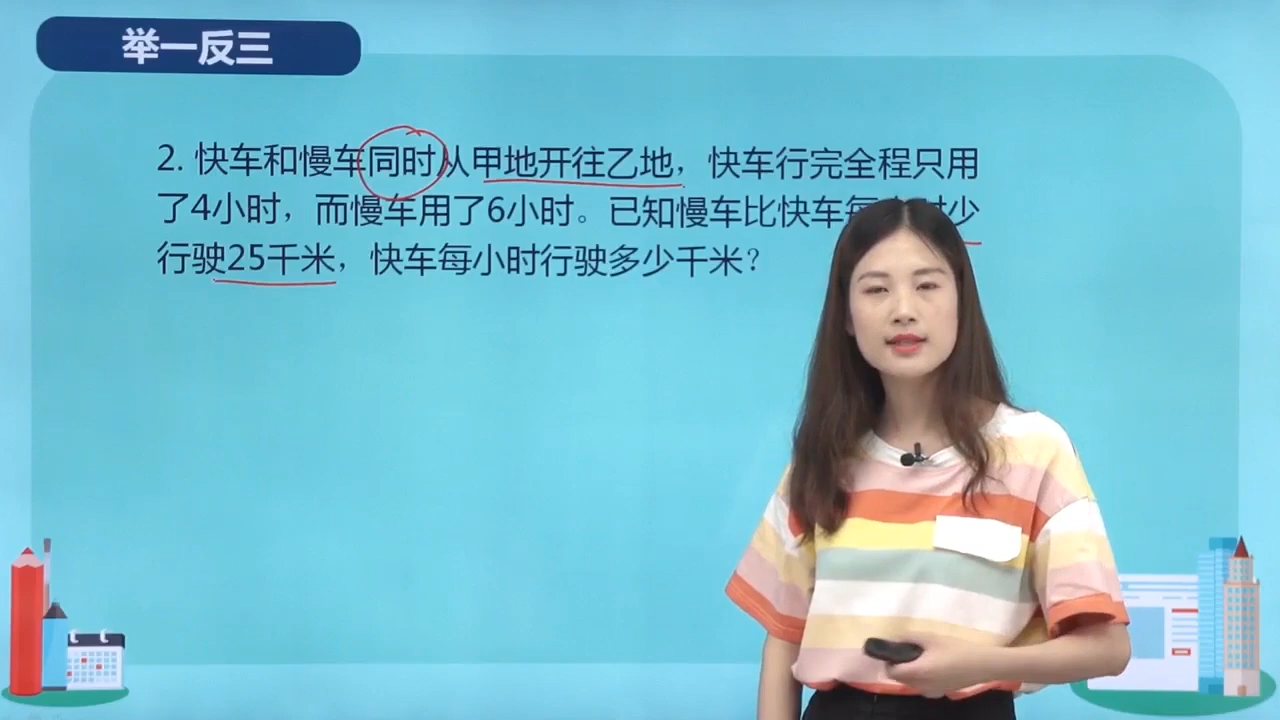 举一反三
2. 快车和慢车同时从甲地开往乙地，快车行完全程只用
了4小时，而慢车用了6小时。已知慢车比快车每 时少
行驶25千米，快车每小时行驶多少千米？